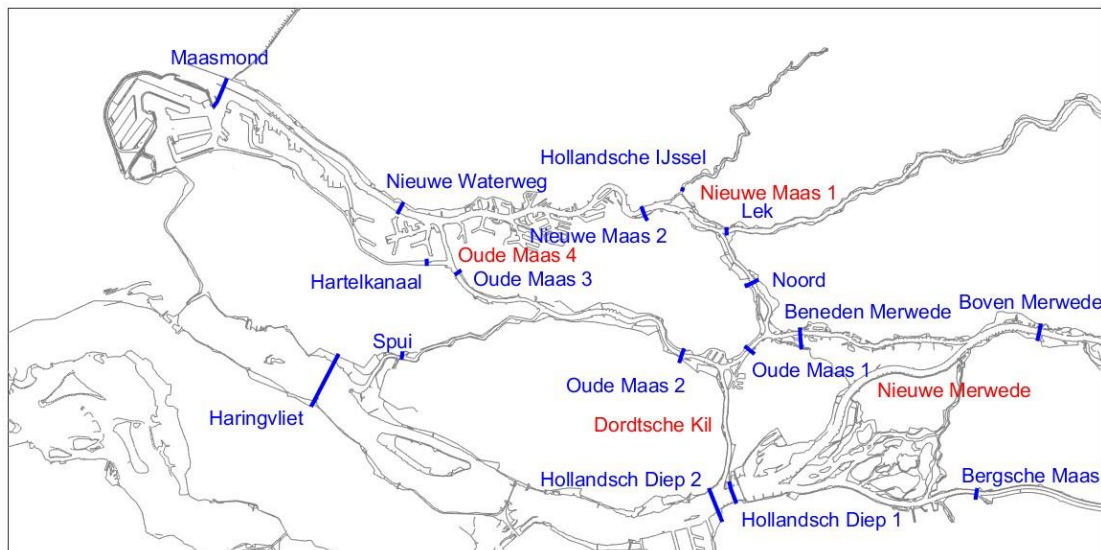 Maasmond
Hollandsche IJssel
Nieuwe Waterweg
Nieuwe Maas 1
Lek
Nieuwe Maas 2
Oude Maas 4
Hartelkanaal
Oude Maas 3
Noord
Beneden Merwede
Boven Merwede
Spui
Oude Maas 2
Oude Maas 1
Nieuwe Merwede
Haringvliet
Dordtsche Kil
Hollandsch Diep 2
Bergsche Maas
Hollandsch Diep 1